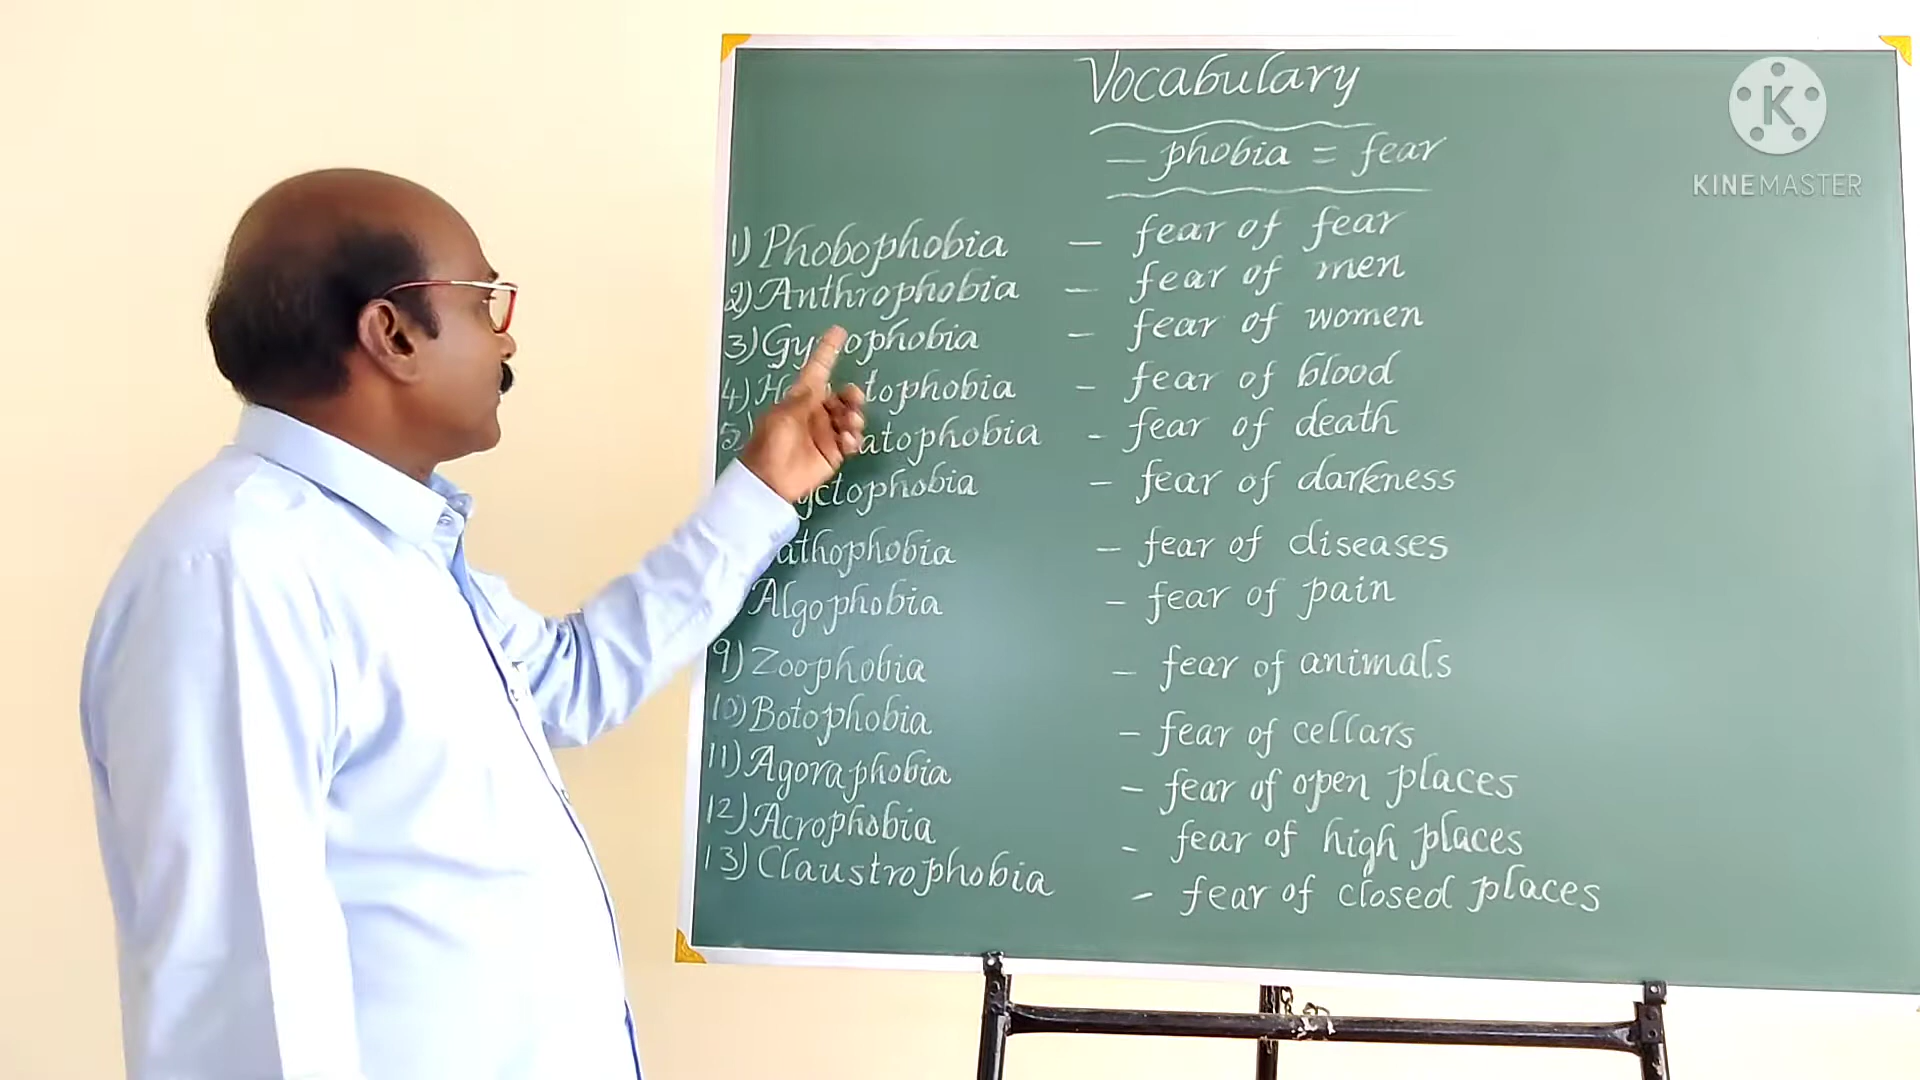 Vocabulary
— phobia = fear
1) Phobophobia — fear of fear
2) Anthrophobia — fear of men
3) Gynophobia — fear of women
4) tophobia - fear of blood
5) atophobia - fear of death
yctophobia - fear of darkness
athophobia - fear of diseases
Algophobia - fear of pain
9) Zoophobia - fear of animals
10) Botophobia - fear of cellars
11) Agoraphobia - fear of open places
12) Acrophobia - fear of high places
13) Claustrophobia - fear of closed places
K
KINEMASTER